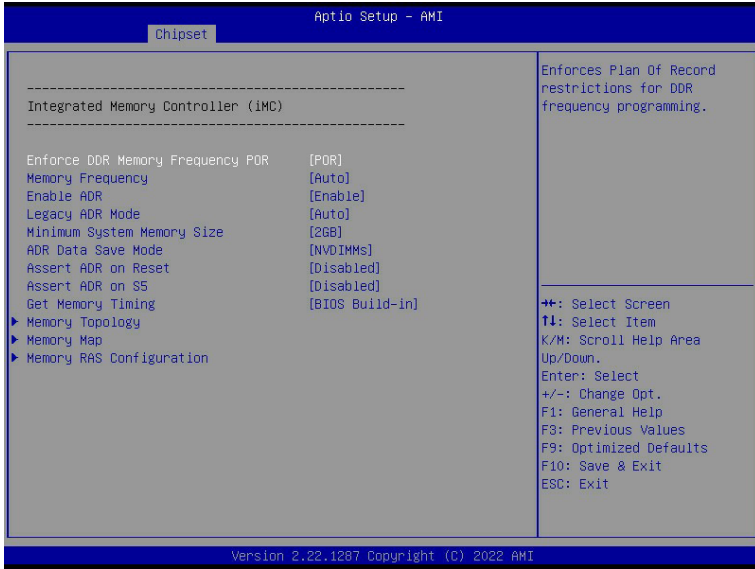 Aptio Setup - AMI
Chipset
------------------------------------------------
Integrated Memory Controller (iMC)
------------------------------------------------
Enforce DDR Memory Frequency POR [POR]
Memory Frequency [Auto]
Enable ADR [Enable]
Legacy ADR Mode [Auto]
Minimum System Memory Size [2GB]
ADR Data Save Mode [NVDIMMs]
Assert ADR on Reset [Disabled]
Assert ADR on S5 [Disabled]
Get Memory Timing [BIOS Build-in]
Memory Topology
Memory Map
Memory RAS Configuration
Enforces Plan Of Record
restrictions for DDR
frequency programming.
→←: Select Screen
↑↓: Select Item
K/M: Scroll Help Area
Up/Down.
Enter: Select
+/-: Change Opt.
F1: General Help
F3: Previous Values
F9: Optimized Defaults
F10: Save & Exit
ESC: Exit
Version 2.22.1287 Copyright (C) 2022 AMI